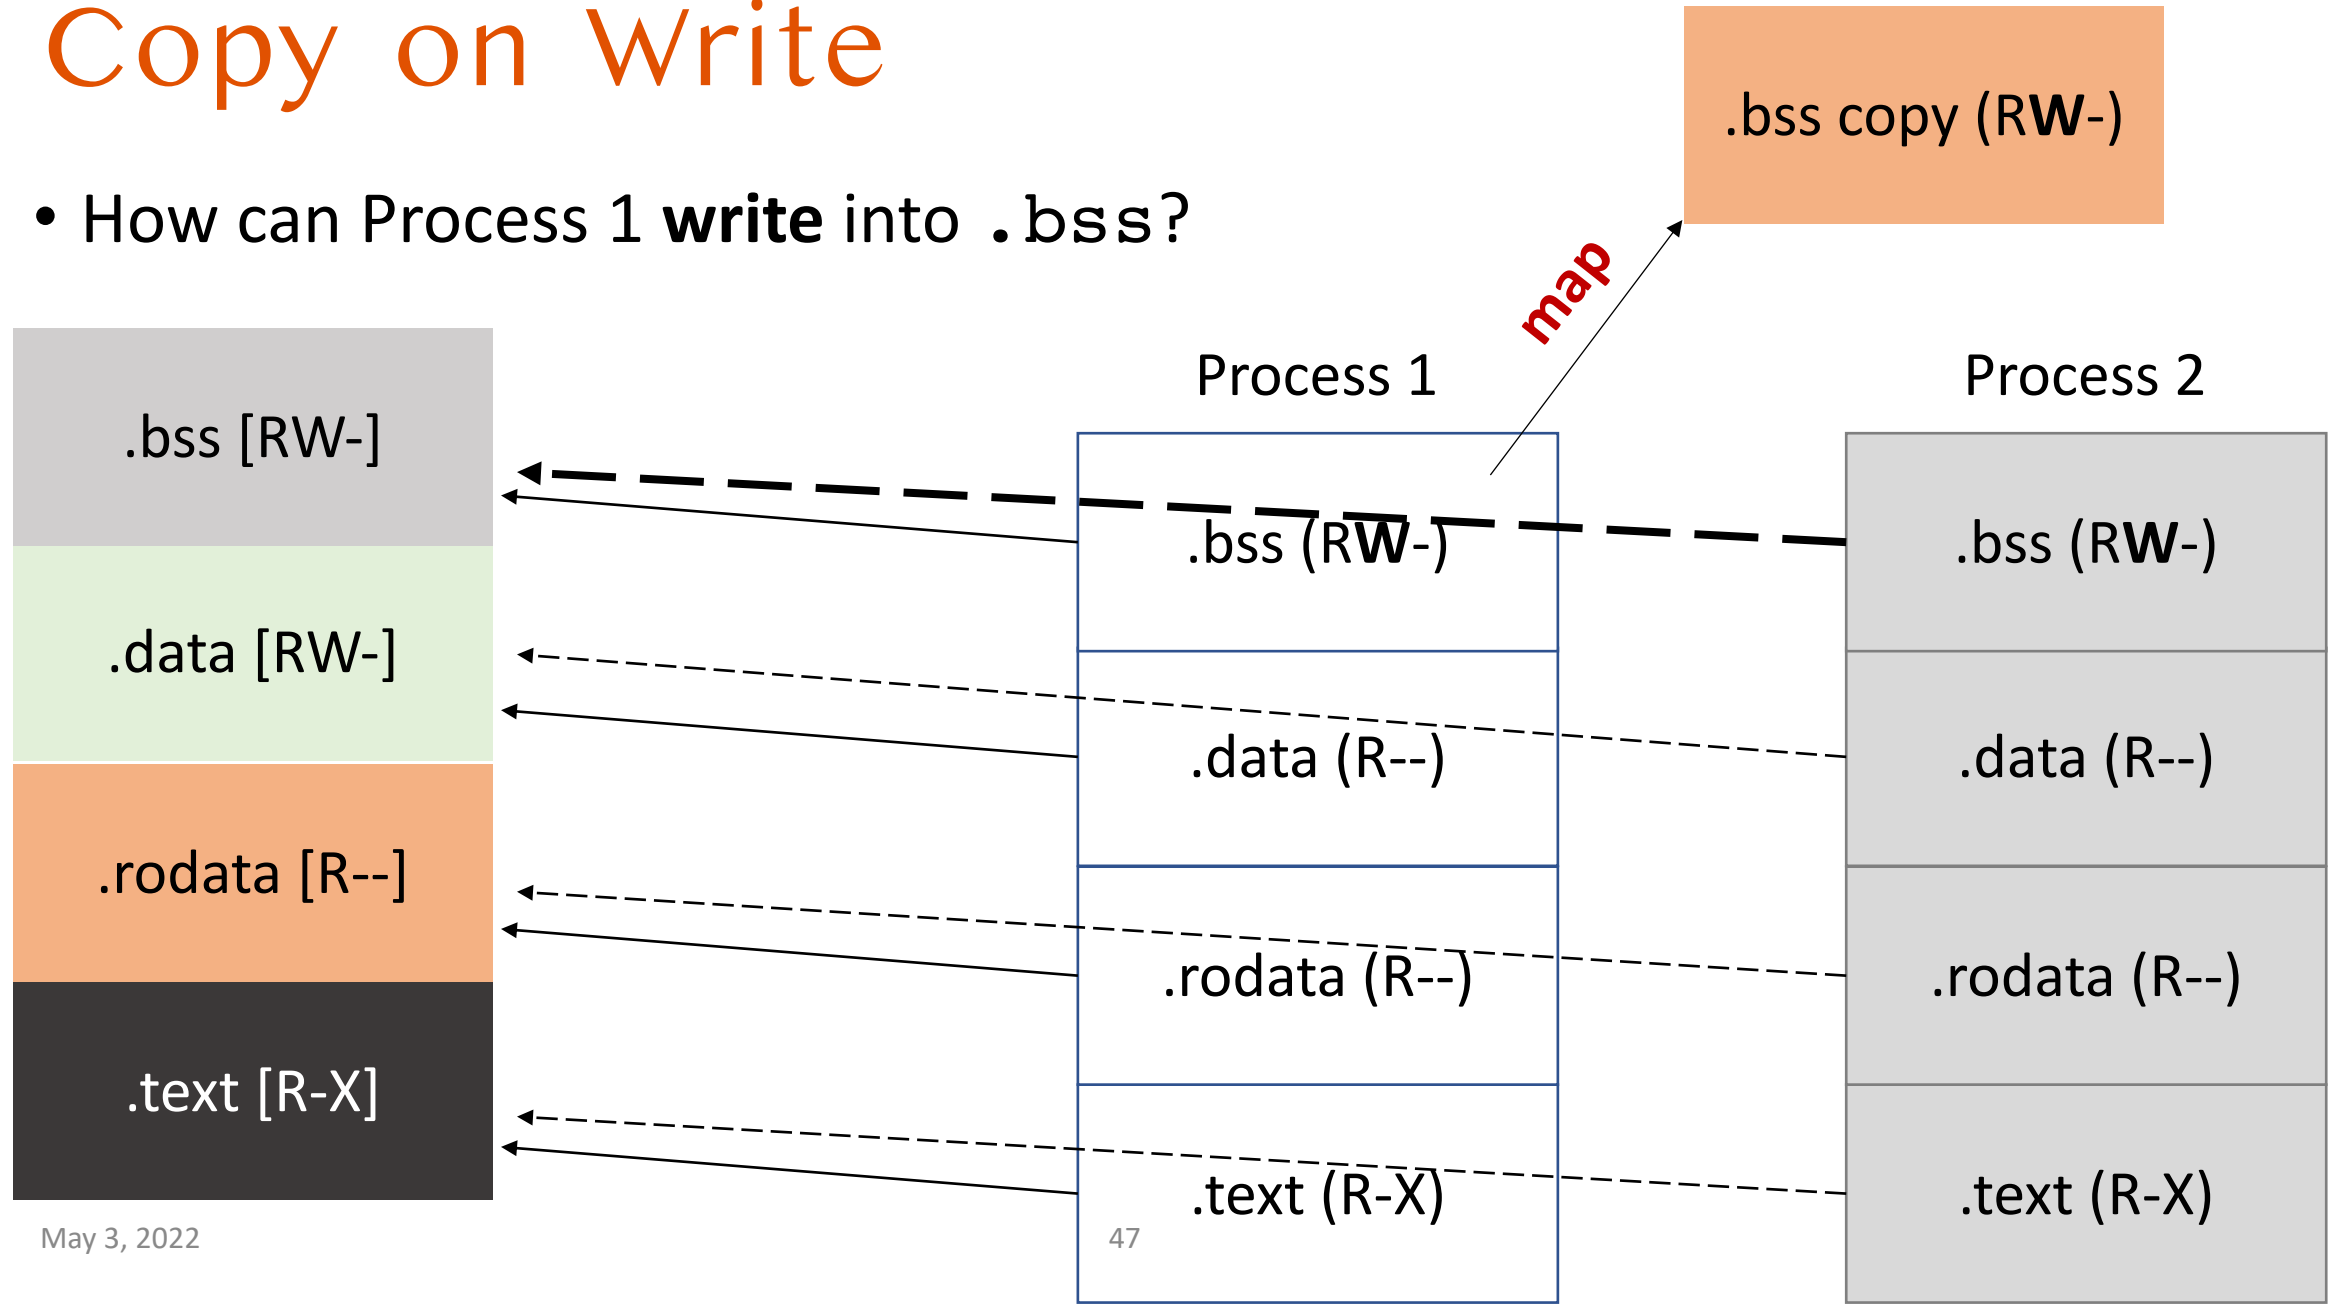 Copy on Write
.bss copy (RW-)
• How can Process 1 write into .bss?
map
Process 1
Process 2
.bss [RW-]
.data [RW-]
.rodata [R--]
.text [R-X]
.bss (RW-)
.data (R--)
.rodata (R--)
.text (R-X)
.bss (RW-)
.data (R--)
.rodata (R--)
.text (R-X)
May 3, 2022
47